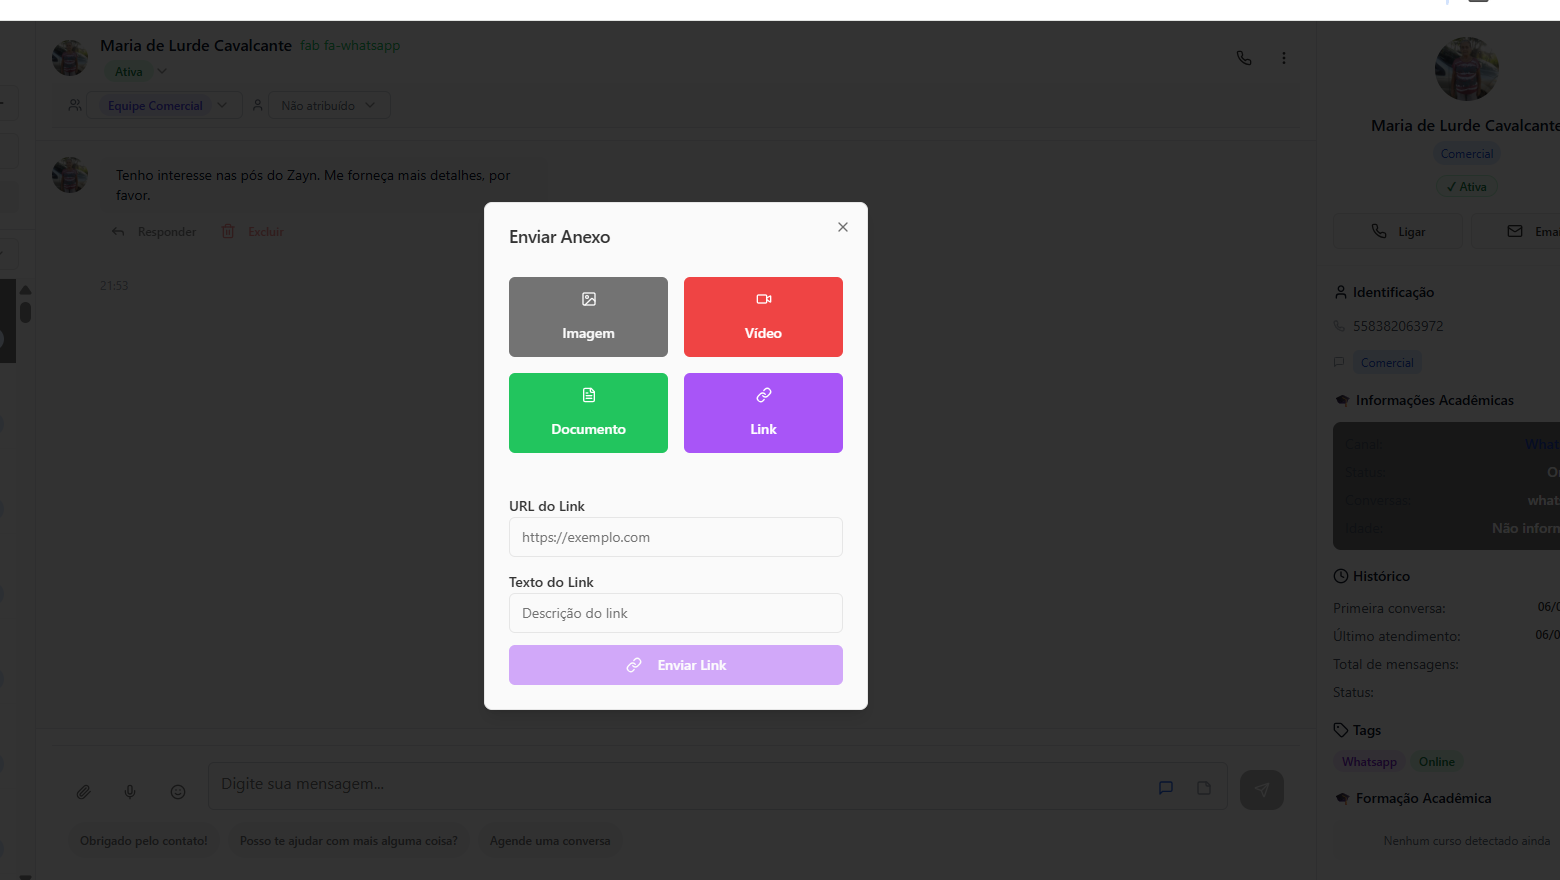 Maria de Lurde Cavalcante fab fa-whatsapp
Ativa
Equipe Comercial
Não atribuído
Tenho interesse nas pós do Zayn. Me forneça mais detalhes, por
favor.
Responder
Excluir
21:53
Enviar Anexo
Imagem
Vídeo
Documento
Link
URL do Link
https://exemplo.com
Texto do Link
Descrição do link
Enviar Link
Digite sua mensagem...
Obrigado pelo contato!
Posso te ajudar com mais alguma coisa?
Agende uma conversa
Maria de Lurde Cavalcante
Comercial
✓ Ativa
Ligar
Ema
Identificação
558382063972
Comercial
Informações Acadêmicas
Canal:
What
Status:
On
Conversas:
what
Não inform
Histórico
Primeira conversa:
06/0
Último atendimento:
06/0
Total de mensagens:
Status:
Tags
Whatsapp
Online
Formação Acadêmica
Nenhum curso detectado ainda